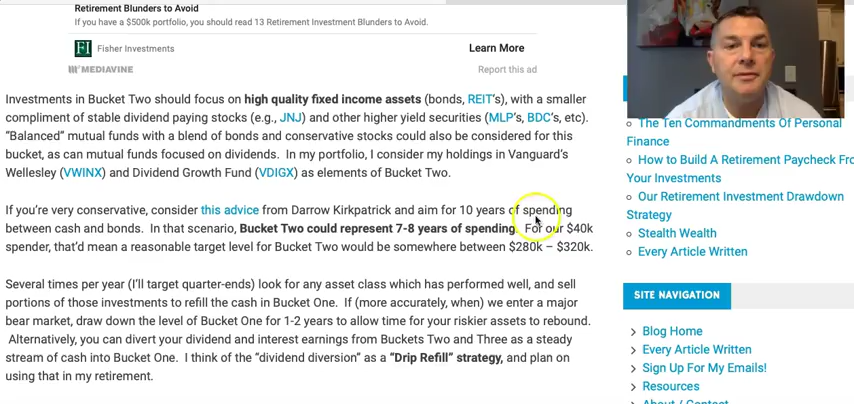 Retirement Blunders to Avoid
If you have a $500k portfolio, you should read 13 Retirement Investment Blunders to Avoid.
FI Fisher Investments Learn More
MEDIAVINE Report this ad
Investments in Bucket Two should focus on high quality fixed income assets (bonds, REIT's), with a smaller
compliment of stable dividend paying stocks (e.g., JNJ) and other higher yield securities (MLP's, BDC's, etc).
"Balanced" mutual funds with a blend of bonds and conservative stocks could also be considered for this
bucket, as can mutual funds focused on dividends. In my portfolio, I consider my holdings in Vanguard's
Wellesley (VWINX) and Dividend Growth Fund (VDIGX) as elements of Bucket Two.
If you're very conservative, consider this advice from Darrow Kirkpatrick and aim for 10 years of spending
between cash and bonds. In that scenario, Bucket Two could represent 7-8 years of spending. For our $40k
spender, that'd mean a reasonable target level for Bucket Two would be somewhere between $280k – $320k.
Several times per year (I'll target quarter-ends) look for any asset class which has performed well, and sell
portions of those investments to refill the cash in Bucket One. If (more accurately, when) we enter a major
bear market, draw down the level of Bucket One for 1-2 years to allow time for your riskier assets to rebound.
Alternatively, you can divert your dividend and interest earnings from Buckets Two and Three as a steady
stream of cash into Bucket One. I think of the "dividend diversion" as a "Drip Refill" strategy, and plan on
using that in my retirement.
The Ten Commandments Of Personal
Finance
How to Build A Retirement Paycheck Fro
Your Investments
Our Retirement Investment Drawdown
Strategy
Stealth Wealth
Every Article Written
SITE NAVIGATION
Blog Home
Every Article Written
Sign Up For My Emails!
Resources
About / Contact